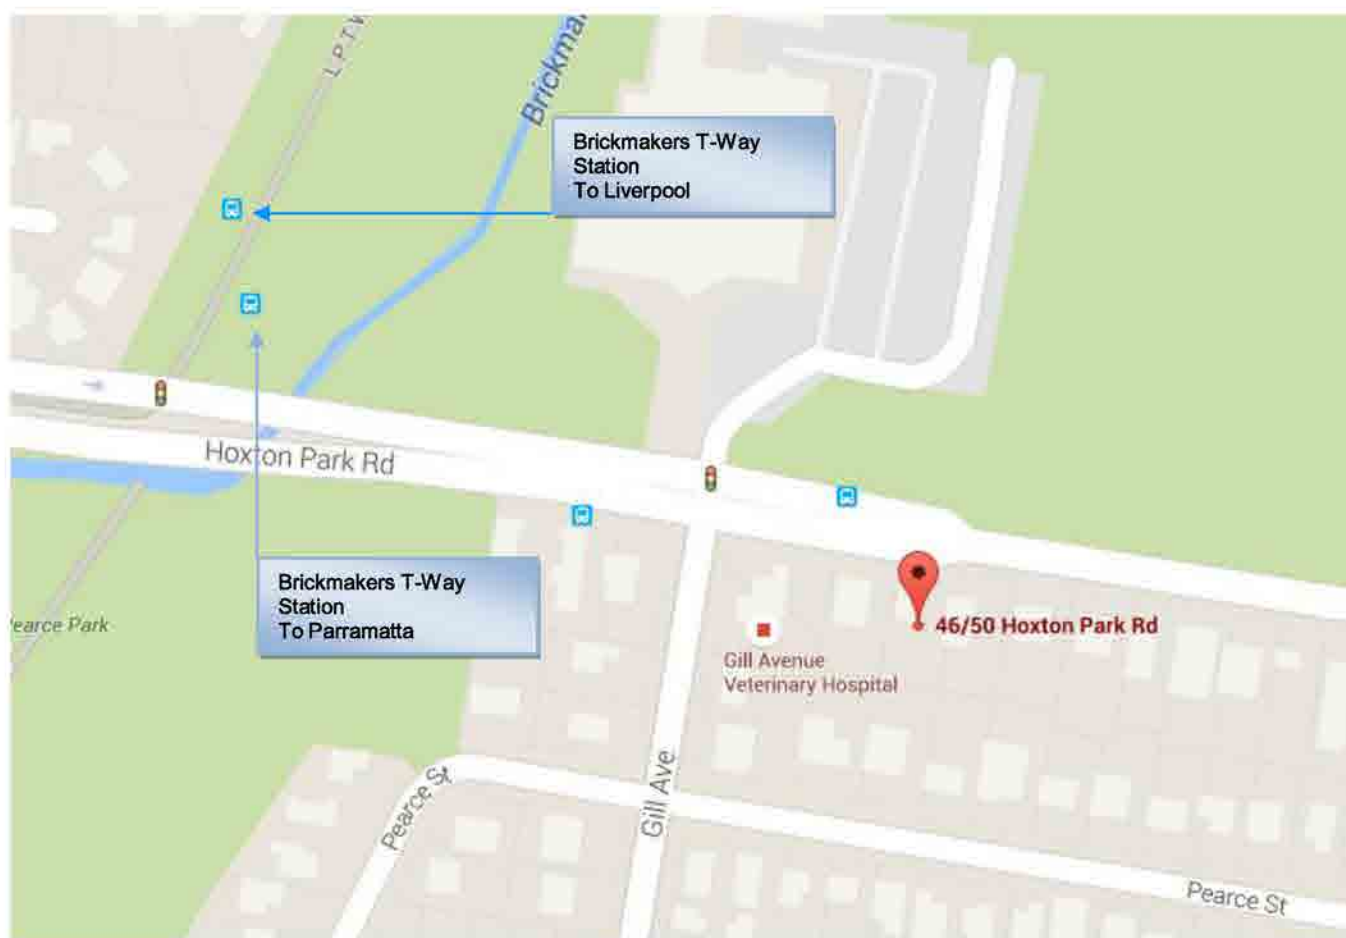 L P T W
Brickma
Brickmakers T-Way
Station
To Liverpool
Hoxton Park Rd
Brickmakers T-Way
Station
To Parramatta
earce Park
46/50 Hoxton Park Rd
Gill Avenue
Veterinary Hospital
Gill Ave
Pearce St
Pearce St